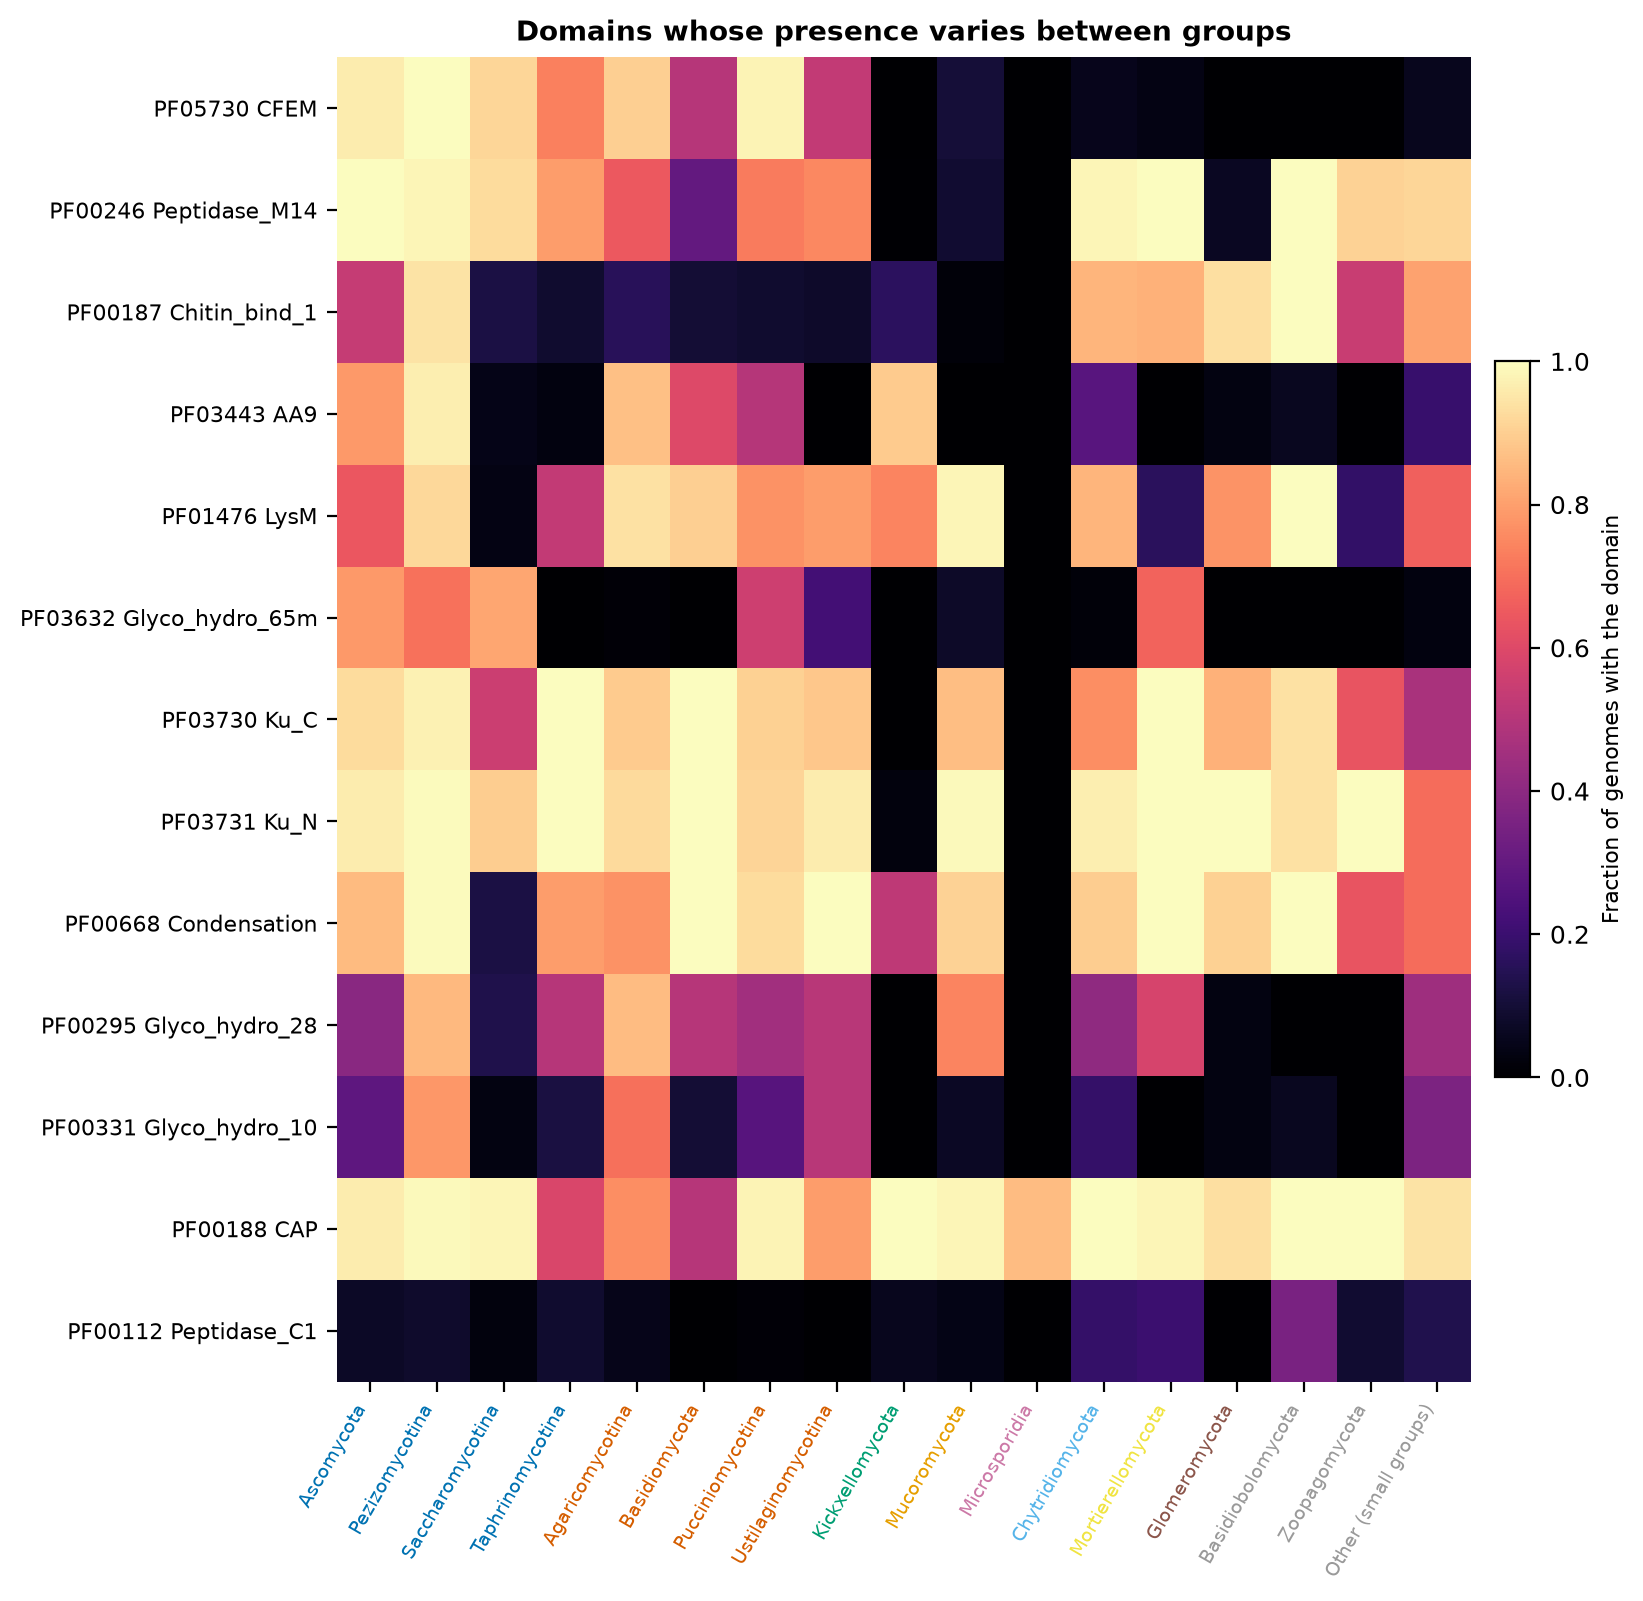 Domains whose presence varies between groups
PF05730 CFEM
PF00246 Peptidase_M14
PF00187 Chitin_bind_1
PF03443 AA9
PF01476 LysM
PF03632 Glyco_hydro_65m
PF03730 Ku_C
PF03731 Ku_N
PF00668 Condensation
PF00295 Glyco_hydro_28
PF00331 Glyco_hydro_10
PF00188 CAP
PF00112 Peptidase_C1
Ascomycota
Pezizomycotina
Saccharomycotina
Taphrinomycotina
Agaricomycotina
Basidiomycota
Pucciniomycotina
Ustilaginomycotina
Kickxellomycota
Mucoromycota
Microsporidia
Chytridiomycota
Mortierellomycota
Glomeromycota
Basidiobolomycota
Zoopagomycota
Other (small groups)
1.0
0.8
0.6
0.4
0.2
0.0
Fraction of genomes with the domain